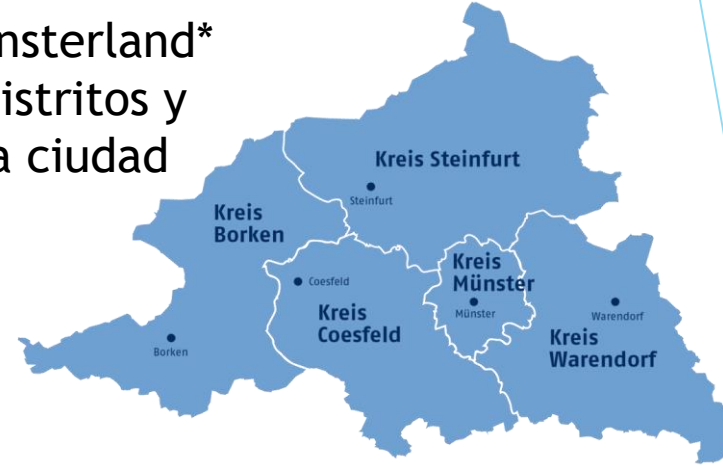 nsterland*
istritos y
a ciudad
Kreis Steinfurt
Steinfurt
Kreis
Borken
Kreis
Münster
Coesfeld
Münster
Warendorf
Kreis
Coesfeld
Kreis
Warendorf
Borken